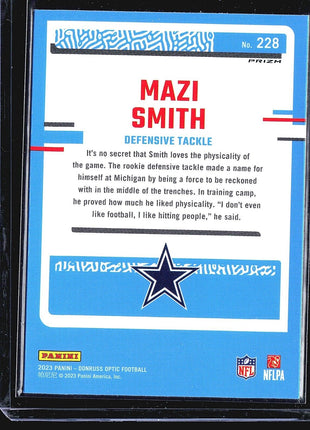 No. 228
PRIZM
MAZI
SMITH
DEFENSIVE TACKLE
It's no secret that Smith loves the physicality of
the game. The rookie defensive tackle made a name for
himself at Michigan by being a force to be reckoned
with in the middle of the trenches. In training camp,
he proved how much he liked physicality. “I don't even
like football, I like hitting people,” he said.
PANINI
2023 PANINI – DONRUSS OPTIC FOOTBALL
帕尼尼 © 2023 Panini America, Inc.
NFL
NFLPA